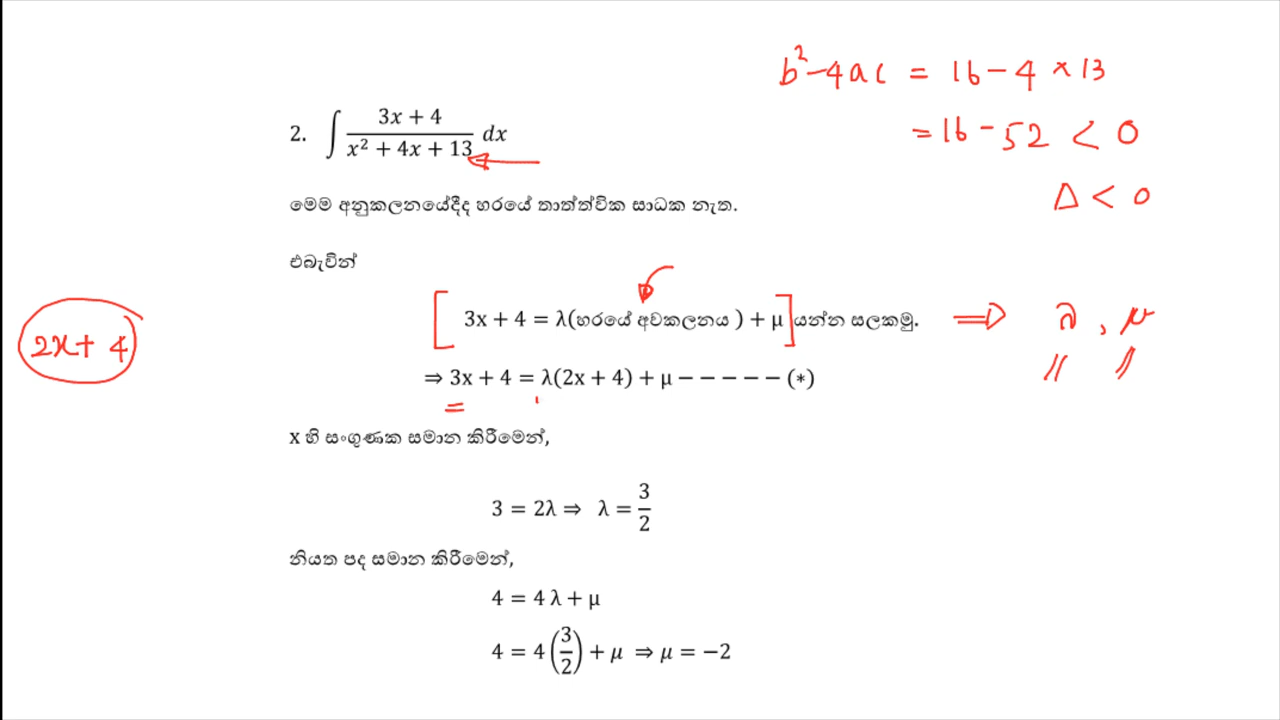 b²-4ac = 16-4×13
= 16-52 < 0
Δ < 0
2. ∫ (3x + 4)/(x² + 4x + 13) dx
මෙම අනුකලනයේදීද හරයේ තාත්ත්වික සාධක නැත.
එබැවින්
[3x + 4 = λ(හරයේ අවකලනය ) + μ] යන්න සලකමු. ⇒ λ, μ
2x+4
⇒ 3x + 4 = λ(2x + 4) + μ − − − − − (∗)
x හි සංගුණක සමාන කිරීමෙන්,
3 = 2λ ⇒ λ = 3/2
නියත පද සමාන කිරීමෙන්,
4 = 4 λ + μ
4 = 4(3/2) + μ ⇒ μ = −2